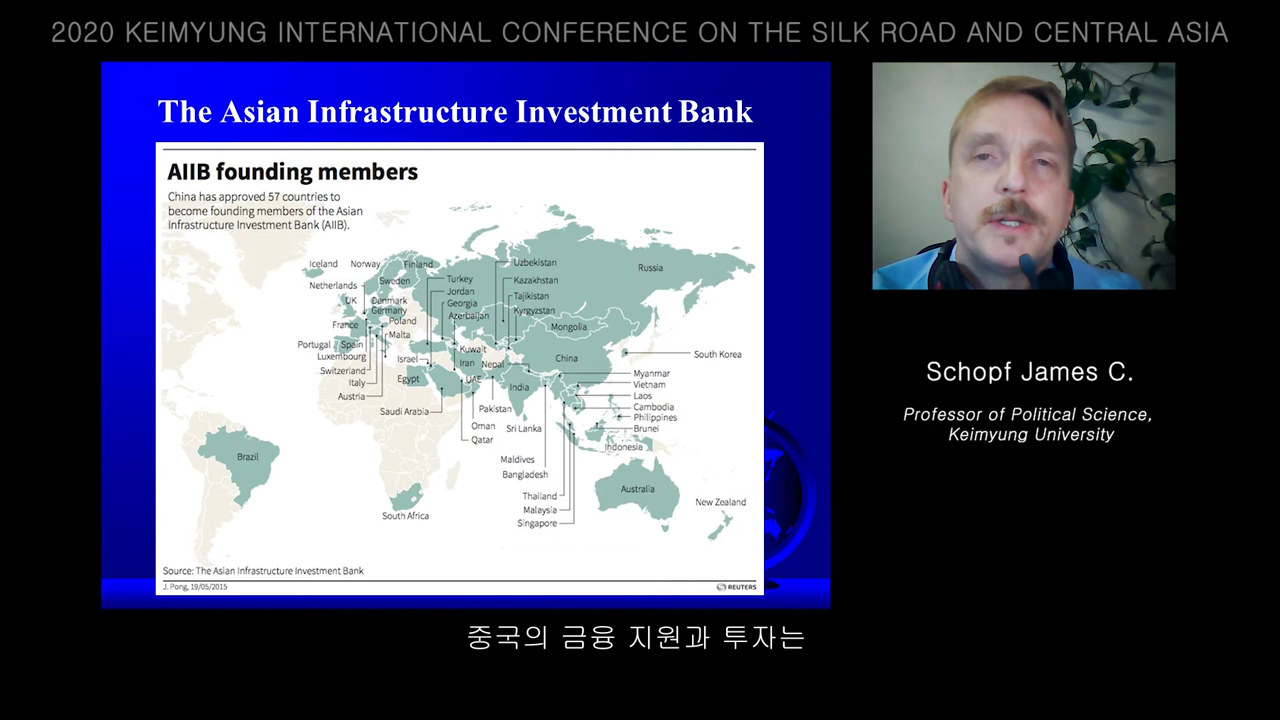 2020 KEIMYUNG INTERNATIONAL CONFERENCE ON THE SILK ROAD AND CENTRAL ASIA
The Asian Infrastructure Investment Bank
AIIB founding members
China has approved 57 countries to
become founding members of the Asian
Infrastructure Investment Bank (AIIB).
Iceland
Norway
Finland
Netherlands
Sweden
UK
Denmark
Germany
France
Poland
Malta
Portugal
Spain
Luxembourg
Switzerland
Italy
Austria
Turkey
Jordan
Georgia
Azerbaijan
Uzbekistan
Kazakhstan
Tajikistan
Kyrgyzstan
Russia
Mongolia
China
South Korea
Israel
Kuwait
Iran
Nepal
Egypt
UAE
India
Saudi Arabia
Pakistan
Oman
Qatar
Sri Lanka
Maldives
Bangladesh
Myanmar
Vietnam
Laos
Cambodia
Philippines
Brunei
Indonesia
Thailand
Malaysia
Singapore
Brazil
South Africa
Australia
New Zealand
Source: The Asian Infrastructure Investment Bank
J. Pong, 19/05/2015
REUTERS
Schopf James C.
Professor of Political Science,
Keimyung University
중국의 금융 지원과 투자는